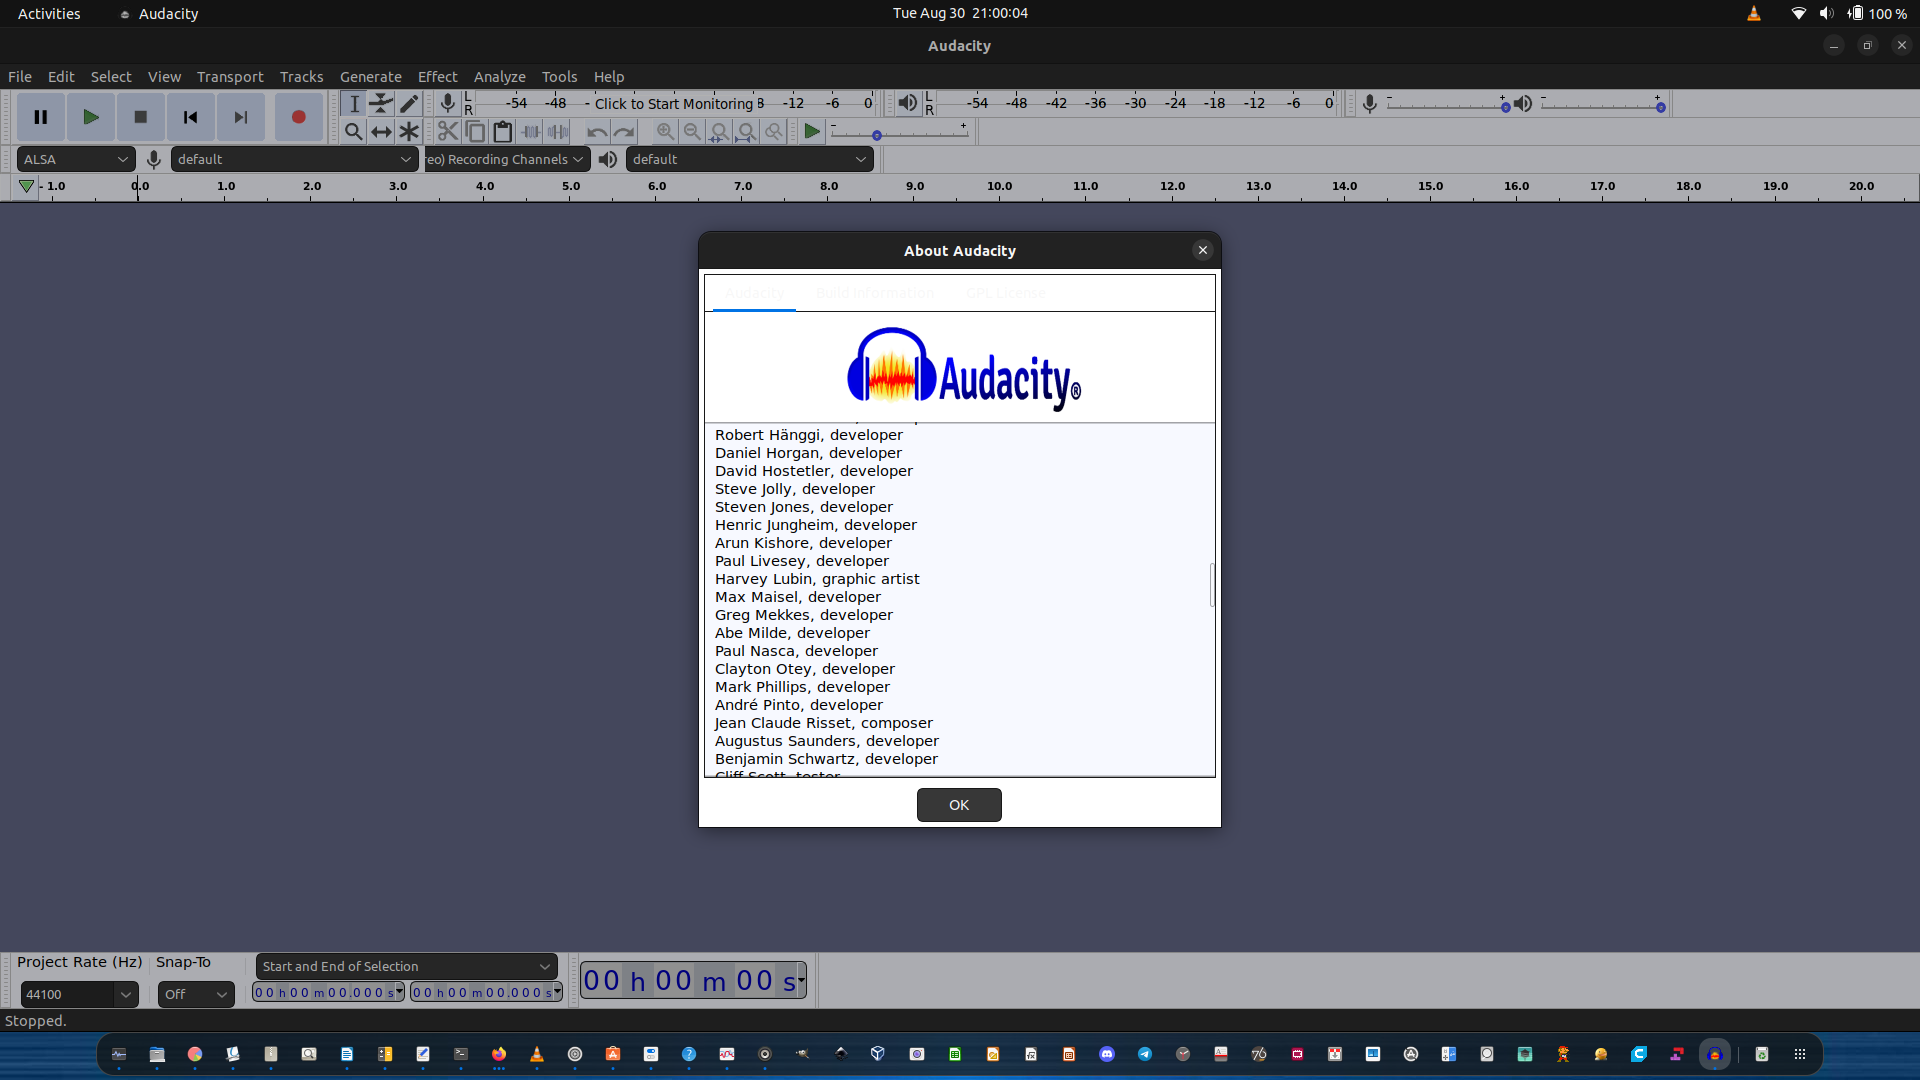 Activities
Audacity
Tue Aug 30 21:00:04
100 %
Audacity
File Edit Select View Transport Tracks Generate Effect Analyze Tools Help
L
R
-54 -48 - Click to Start Monitoring 8 -12 -6 0
L
R
-54 -48 -42 -36 -30 -24 -18 -12 -6 0
- +
- +
- +
ALSA
default
reo) Recording Channels
default
- 1.0 0.0 1.0 2.0 3.0 4.0 5.0 6.0 7.0 8.0 9.0 10.0 11.0 12.0 13.0 14.0 15.0 16.0 17.0 18.0 19.0 20.0
About Audacity
Audacity Build Information GPL License
Audacity®
Robert Hänggi, developer
Daniel Horgan, developer
David Hostetler, developer
Steve Jolly, developer
Steven Jones, developer
Henric Jungheim, developer
Arun Kishore, developer
Paul Livesey, developer
Harvey Lubin, graphic artist
Max Maisel, developer
Greg Mekkes, developer
Abe Milde, developer
Paul Nasca, developer
Clayton Otey, developer
Mark Phillips, developer
André Pinto, developer
Jean Claude Risset, composer
Augustus Saunders, developer
Benjamin Schwartz, developer
Cliff Scott, tester
OK
Project Rate (Hz) Snap-To
Start and End of Selection
44100
Off
00 h 00 m 00.000 s
00 h 00 m 00.000 s
00 h 00 m 00 s
Stopped.